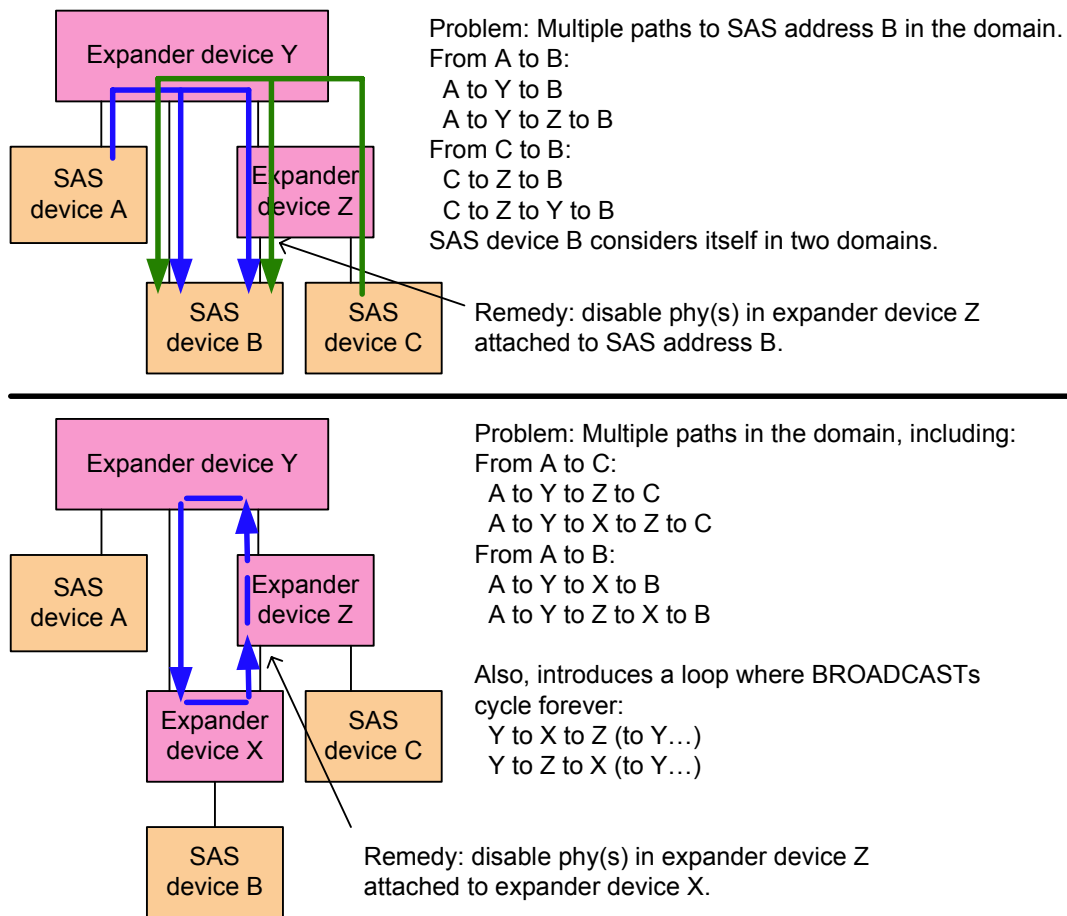 Expander device Y
SAS
device A
Expander
device Z
SAS
device B
SAS
device C
Problem: Multiple paths to SAS address B in the domain.
From A to B:
A to Y to B
A to Y to Z to B
From C to B:
C to Z to B
C to Z to Y to B
SAS device B considers itself in two domains.
Remedy: disable phy(s) in expander device Z
attached to SAS address B.
Expander device Y
SAS
device A
Expander
device Z
Expander
device X
SAS
device C
SAS
device B
Problem: Multiple paths in the domain, including:
From A to C:
A to Y to Z to C
A to Y to X to Z to C
From A to B:
A to Y to X to B
A to Y to Z to X to B
Also, introduces a loop where BROADCASTs
cycle forever:
Y to X to Z (to Y…)
Y to Z to X (to Y…)
Remedy: disable phy(s) in expander device Z
attached to expander device X.